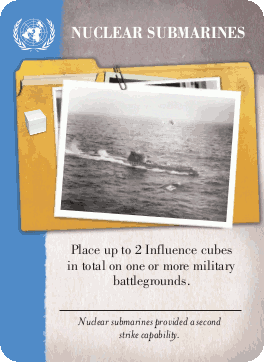 NUCLEAR SUBMARINES
Place up to 2 Influence cubes
in total on one or more military
battlegrounds.
Nuclear submarines provided a second
strike capability.